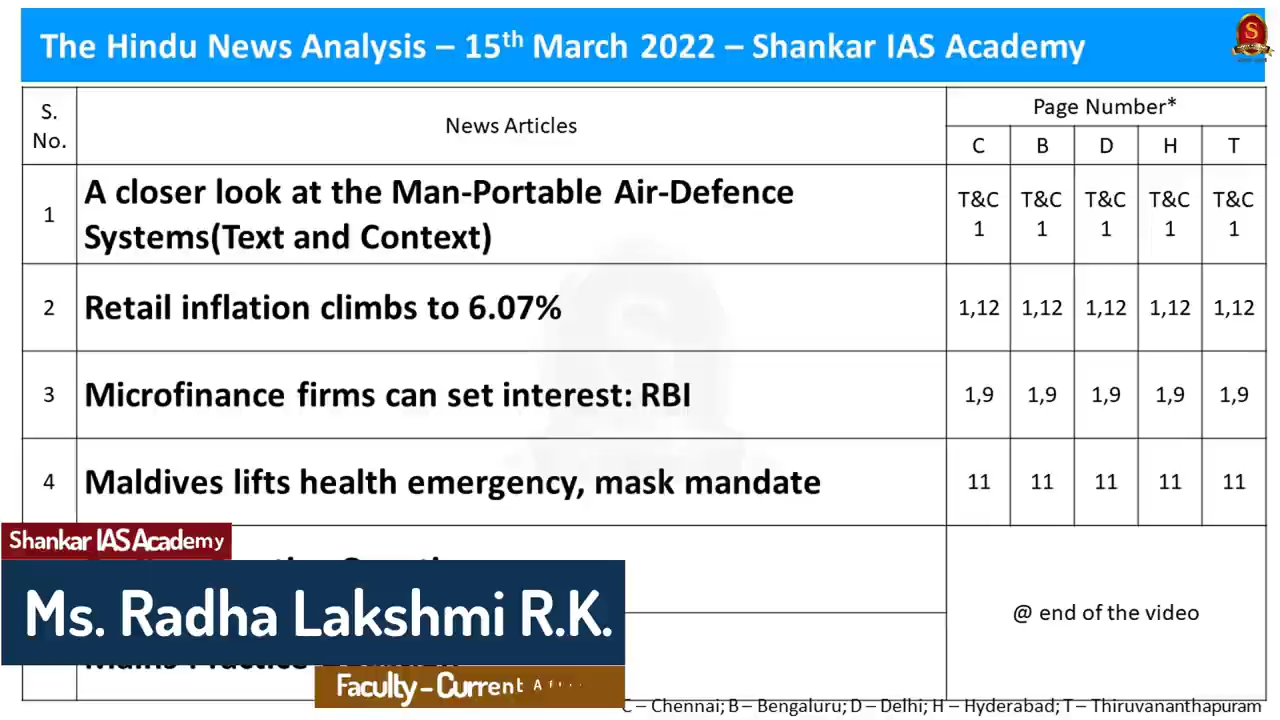 The Hindu News Analysis – 15th March 2022 – Shankar IAS Academy
S. No.
News Articles
Page Number*
C B D H T
1 A closer look at the Man-Portable Air-Defence Systems(Text and Context) T&C 1 T&C 1 T&C 1 T&C 1 T&C 1
2 Retail inflation climbs to 6.07% 1,12 1,12 1,12 1,12 1,12
3 Microfinance firms can set interest: RBI 1,9 1,9 1,9 1,9 1,9
4 Maldives lifts health emergency, mask mandate 11 11 11 11 11
Shankar IAS Academy
Ms. Radha Lakshmi R.K.
@ end of the video
Faculty – Current
– Chennai; B – Bengaluru; D – Delhi; H – Hyderabad; T – Thiruvananthapuram